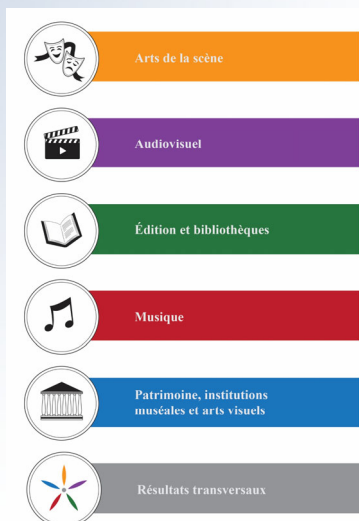 Arts de la scène
Audiovisuel
Édition et bibliothèques
Musique
Patrimoine, institutions
muséales et arts visuels
Résultats transversaux